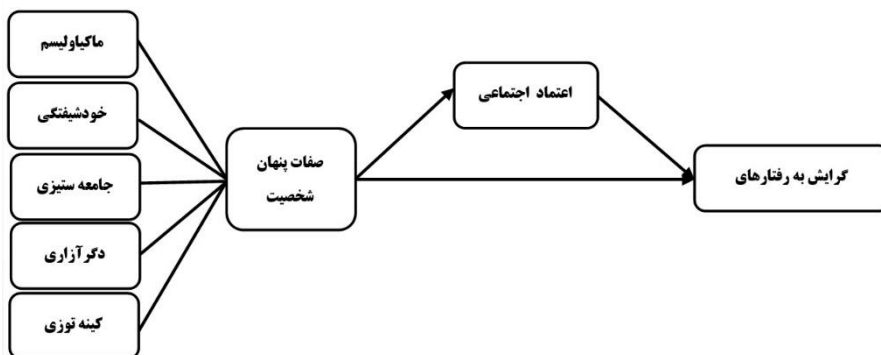 ماکیاولیسم
خودشیفتگی
جامعه ستیزی
دگرآزاری
کینه توزی
صفات پنهان
شخصیت
اعتماد اجتماعی
گرایش به رفتارهای